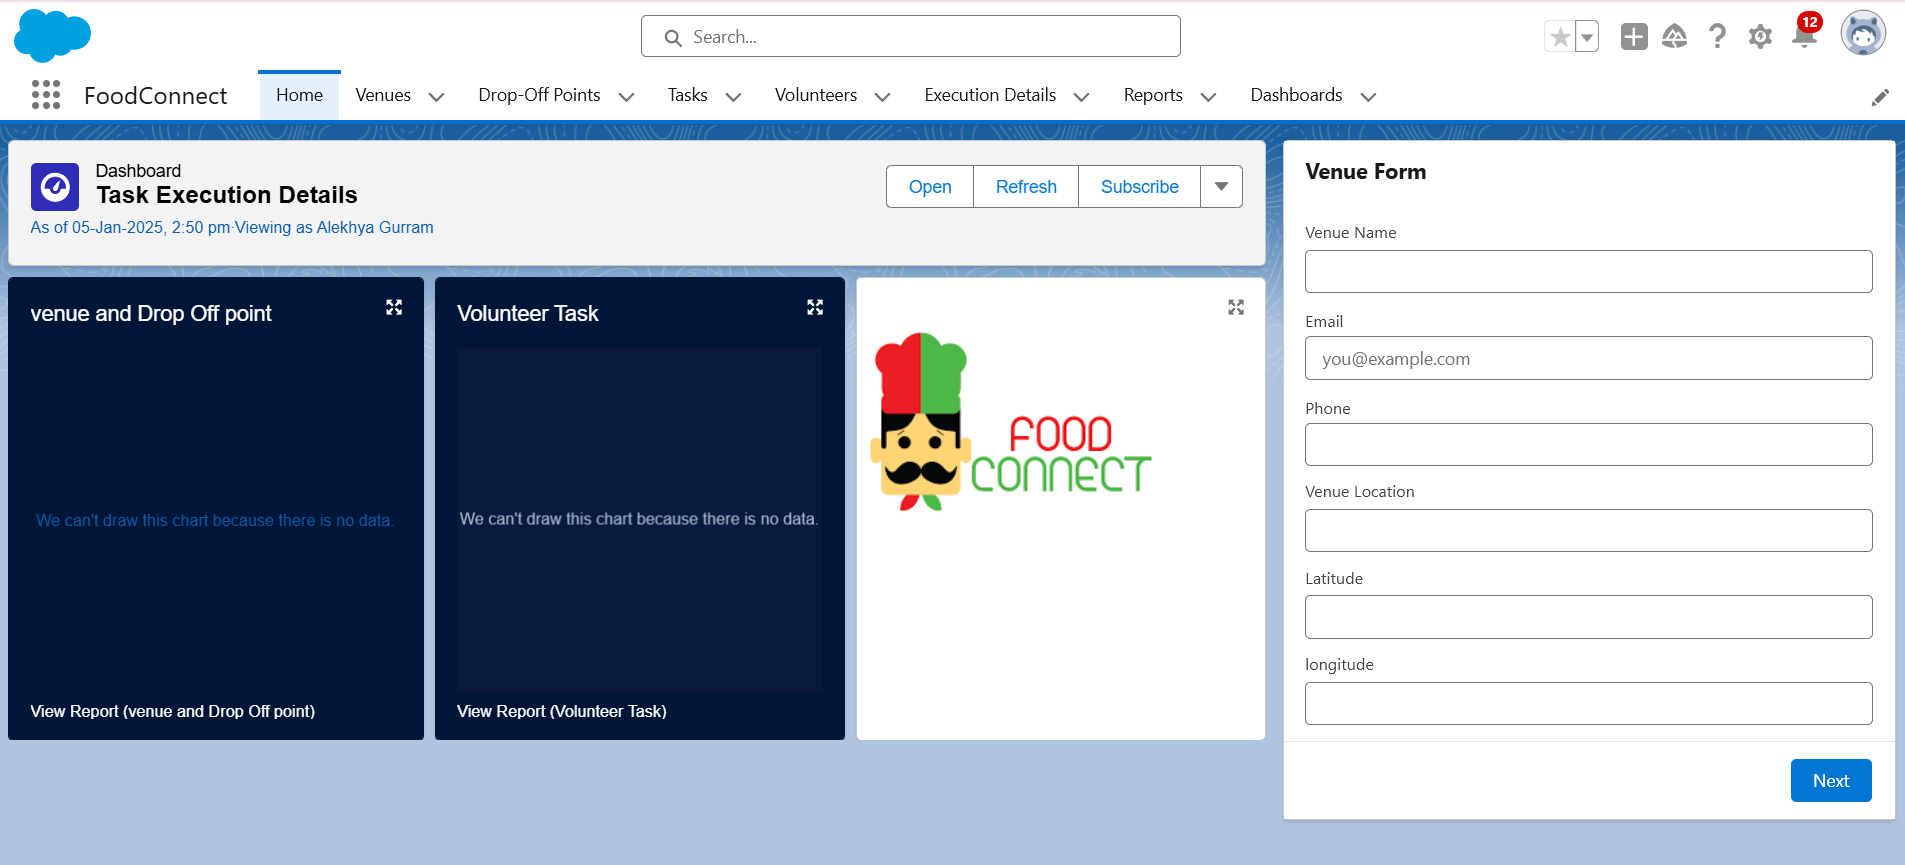 Search...
12
FoodConnect
Home
Venues
Drop-Off Points
Tasks
Volunteers
Execution Details
Reports
Dashboards
Dashboard
Task Execution Details
As of 05-Jan-2025, 2:50 pm·Viewing as Alekhya Gurram
Open
Refresh
Subscribe
venue and Drop Off point
We can't draw this chart because there is no data.
View Report (venue and Drop Off point)
Volunteer Task
We can't draw this chart because there is no data.
View Report (Volunteer Task)
FOOD
CONNECT
Venue Form
Venue Name
Email
you@example.com
Phone
Venue Location
Latitude
longitude
Next